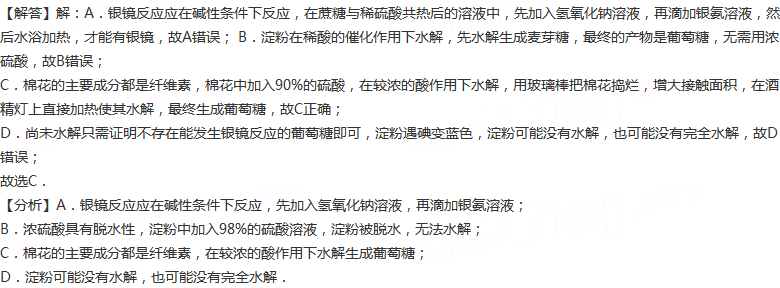 【解答】解：A．银镜反应应在碱性条件下反应，在蔗糖与稀硫酸共热后的溶液中，先加入氢氧化钠溶液，再滴加银氨溶液，然
后水浴加热，才能有银镜，故A错误； B．淀粉在稀酸的催化作用下水解，先水解生成麦芽糖，最终的产物是葡萄糖，无需用浓
硫酸，故B错误；
C．棉花的主要成分都是纤维素，棉花中加入90%的硫酸，在较浓的酸作用下水解，用玻璃棒把棉花捣烂，增大接触面积，在酒
精灯上直接加热使其水解，最终生成葡萄糖，故C正确；
D．尚未水解只需证明不存在能发生银镜反应的葡萄糖即可，淀粉遇碘变蓝色，淀粉可能没有水解，也可能没有完全水解，故D
错误；
故选C．
【分析】A．银镜反应应在碱性条件下反应，先加入氢氧化钠溶液，再滴加银氨溶液；
B．浓硫酸具有脱水性，淀粉中加入98%的硫酸溶液，淀粉被脱水，无法水解；
C．棉花的主要成分都是纤维素，在较浓的酸作用下水解生成葡萄糖；
D．淀粉可能没有水解，也可能没有完全水解．